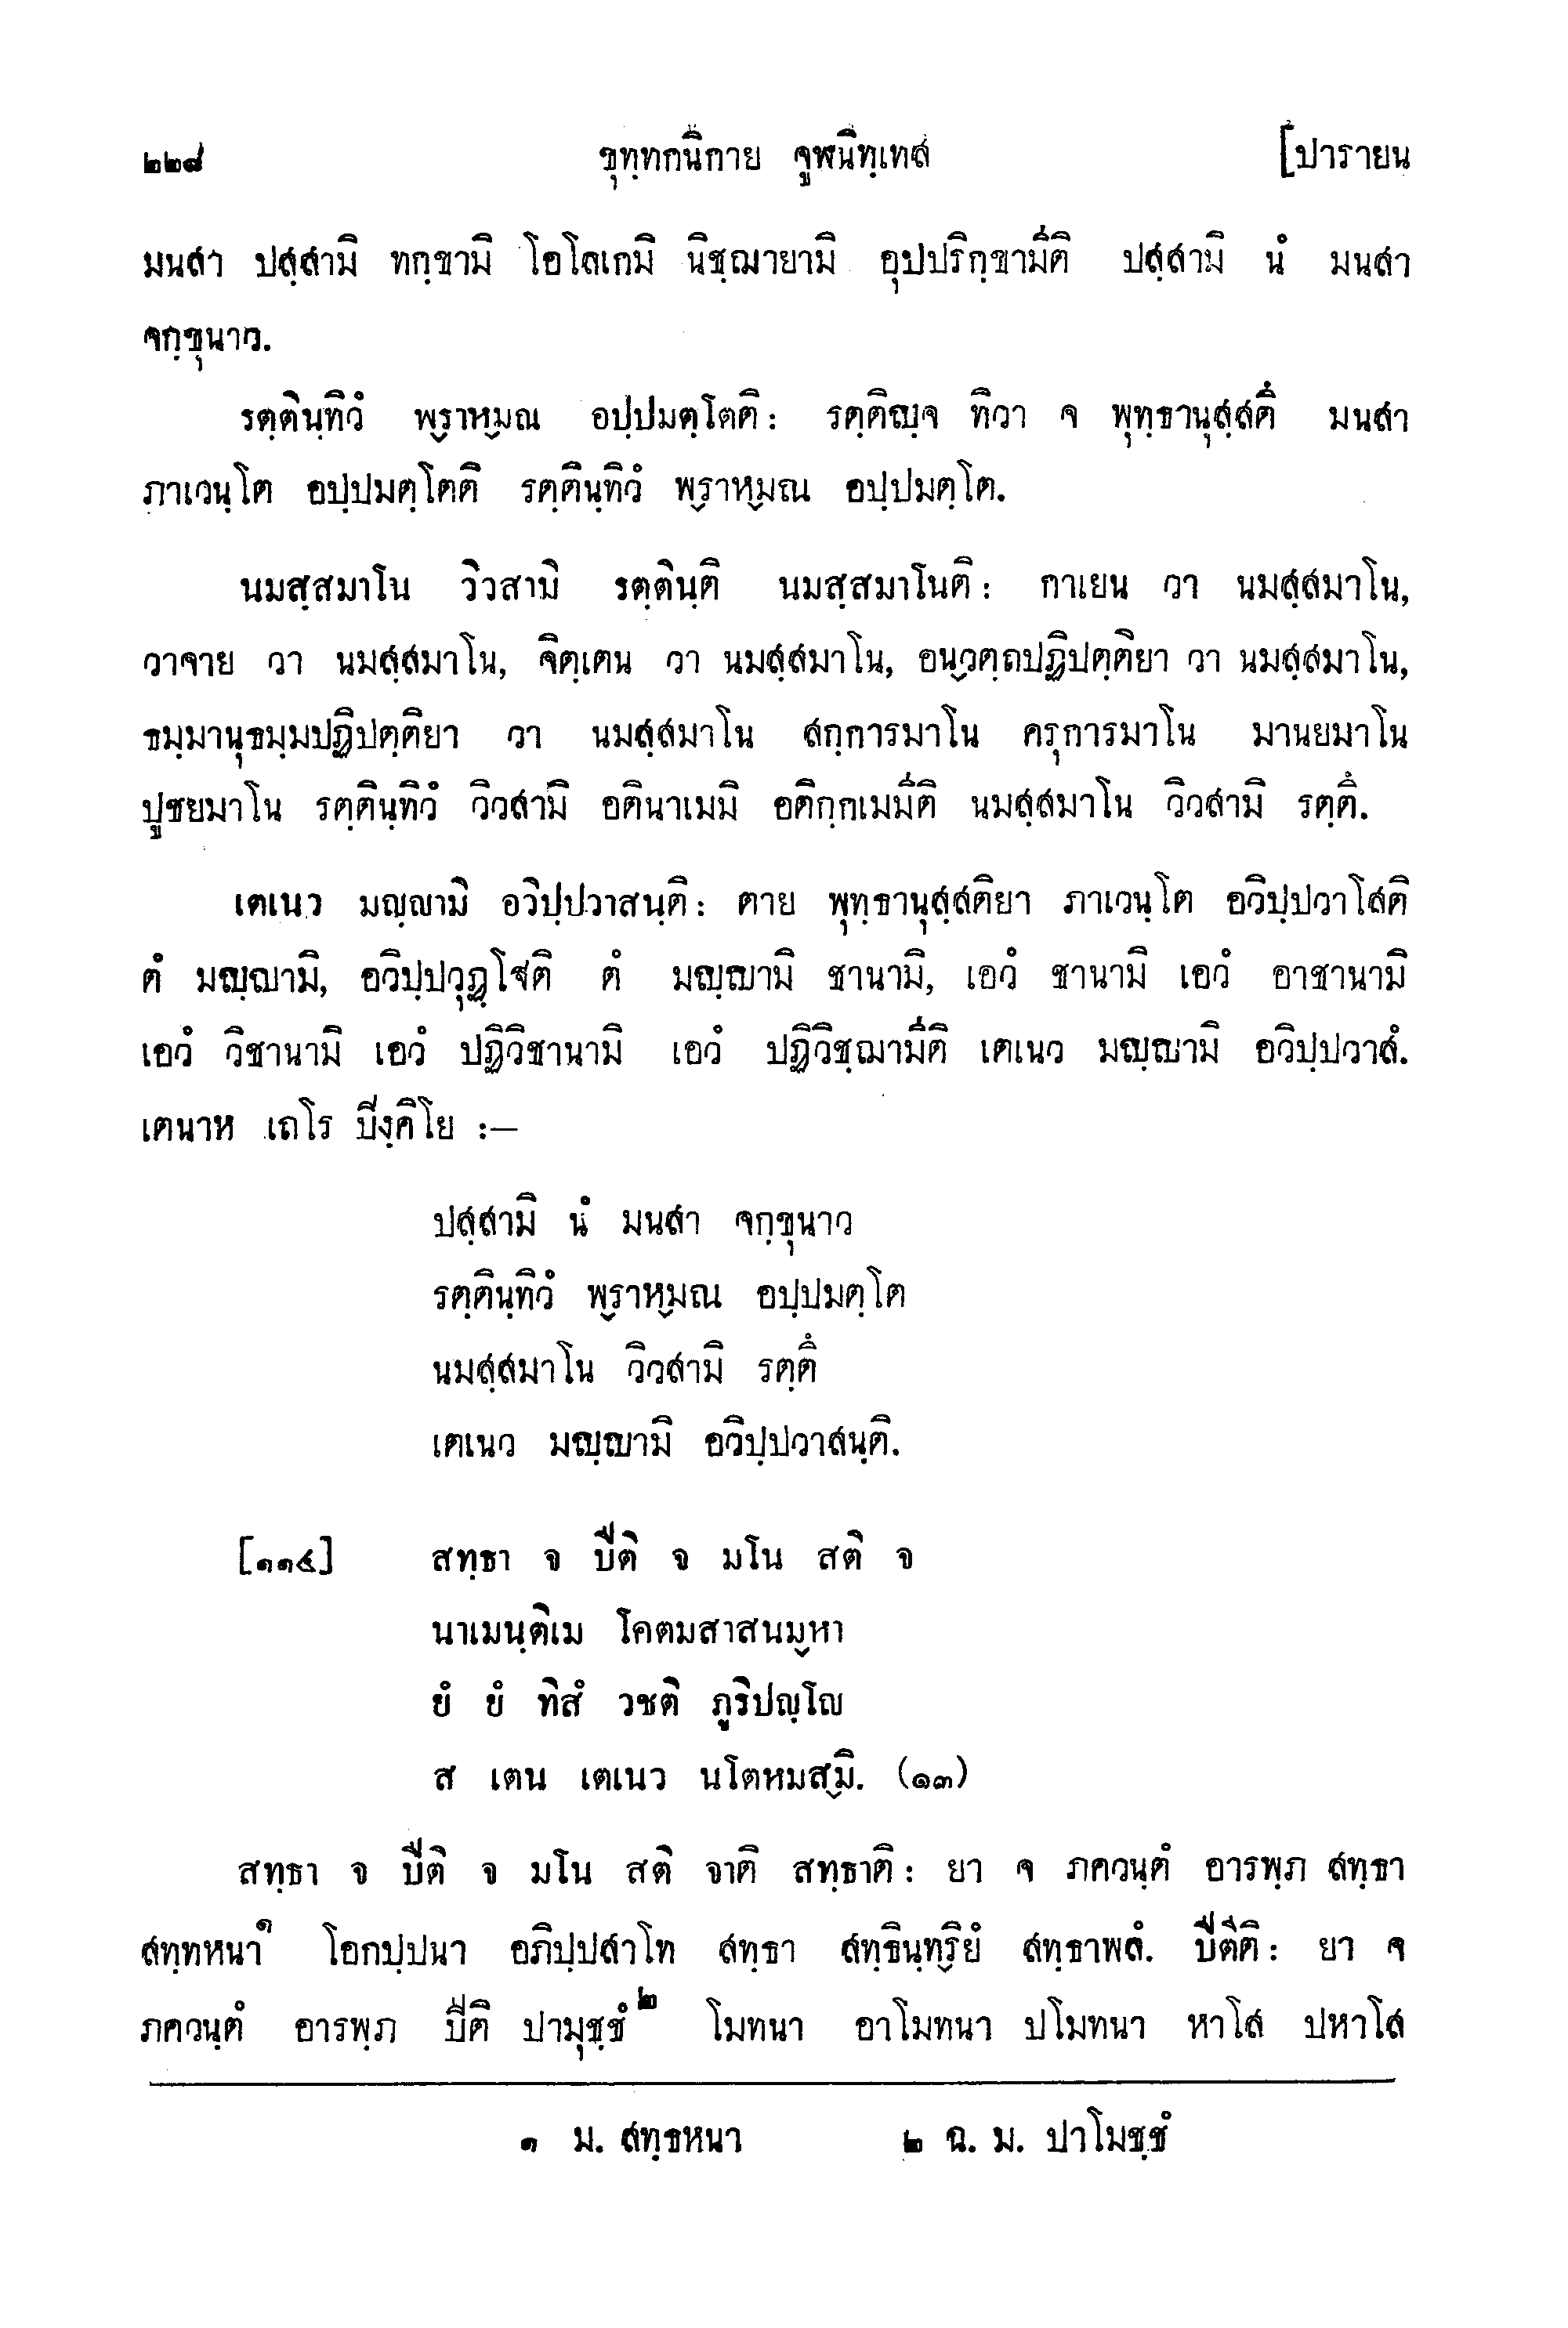 ๒๒๘ ขุทฺทกนิกาย จูฬนิทฺเทส [ปารายน
มนสา ปสฺสามิ ทกฺขามิ โอโลเกมิ นิชฺฌายามิ อุปปริกฺขามีติ ปสฺสามิ นํ มนสา
จกฺขุนาว.
รตฺตินฺทิวํ พฺราหฺมณ อปฺปมตฺโตติ: รตฺติญฺจ ทิวา จ พุทฺธานุสฺสตึ มนสา
ภาเวนฺโต อปฺปมตฺโตติ รตฺตินฺทิวํ พฺราหฺมณ อปฺปมตฺโต.
นมสฺสมาโน วิวสามิ รตฺตินฺติ นมสฺสมาโนติ: กาเยน วา นมสฺสมาโน,
วาจาย วา นมสฺสมาโน, จิตฺเตน วา นมสฺสมาโน, อนฺวตฺถปฏิปตฺติยา วา นมสฺสมาโน,
ธมฺมานุธมฺมปฏิปตฺติยา วา นมสฺสมาโน สกฺการมาโน ครุการมาโน มานยมาโน
ปูชยมาโน รตฺตินฺทิวํ วิวสามิ อตินาเมมิ อติกฺกเมมีติ นมสฺสมาโน วิวสามิ รตฺตึ.
เตเนว มญฺญามิ อวิปฺปวาสนฺติ: ตาย พุทฺธานุสฺสติยา ภาเวนฺโต อวิปฺปวาโสติ
ตํ มญฺญามิ, อวิปฺปวุฏฺโฐติ ตํ มญฺญามิ ชานามิ, เอวํ ชานามิ เอวํ อาชานามิ
เอวํ วิชานามิ เอวํ ปฏิวิชานามิ เอวํ ปฏิวิชฺฌามีติ เตเนว มญฺญามิ อวิปฺปวาสํ.
เตนาห เถโร ปิงฺคิโย :—
ปสฺสามิ นํ มนสา จกฺขุนาว
รตฺตินฺทิวํ พฺราหฺมณ อปฺปมตฺโต
นมสฺสมาโน วิวสามิ รตฺตึ
เตเนว มญฺญามิ อวิปฺปวาสนฺติ.
[๑๑๕] สทฺธา จ ปีติ จ มโน สติ จ
นาเมนฺติเม โคตมสาสนมฺหา
ยํ ยํ ทิสํ วชติ ภูริปญฺโญ
ส เตน เตเนว นโตหมสฺมิ. (๑๓)
สทฺธา จ ปีติ จ มโน สติ จาติ สทฺธาติ: ยา จ ภควนฺตํ อารพฺภ สทฺธา
สทฺทหนา๑ โอกปฺปนา อภิปฺปสาโท สทฺธา สทฺธินฺทฺริยํ สทฺธาพลํ. ปีตีติ: ยา จ
ภควนฺตํ อารพฺภ ปีติ ปามุชฺชํ๒ โมทนา อาโมทนา ปโมทนา หาโส ปหาโส
๑ ม. สทฺธหนา ๒ ฉ. ม. ปาโมชฺชํ